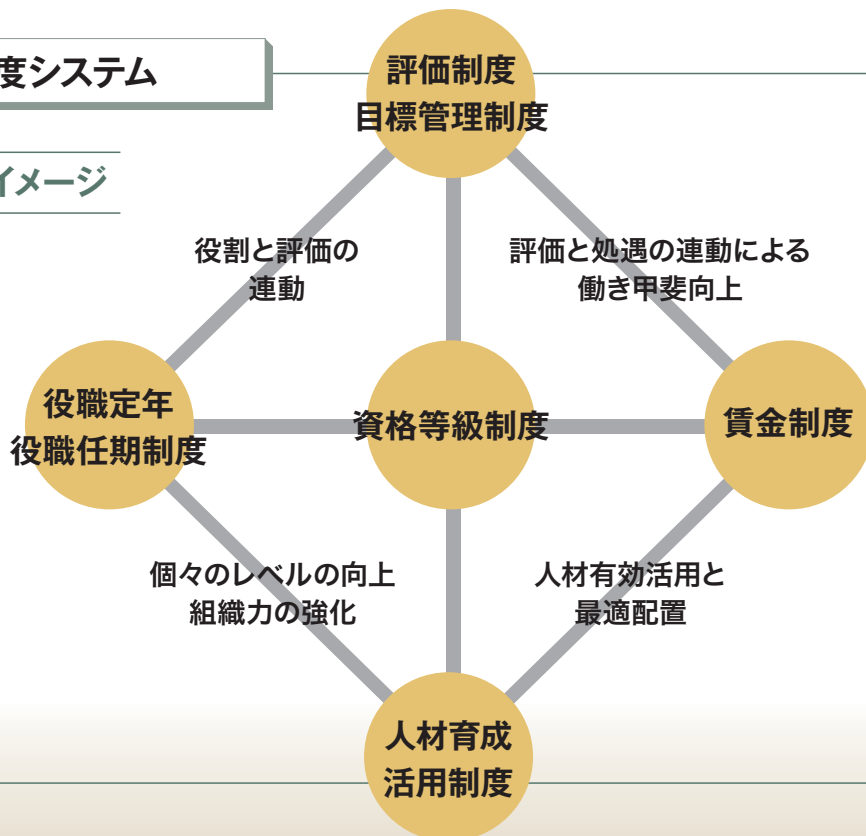 度システム
イメージ
評価制度
目標管理制度
役割と評価の
連動
評価と処遇の連動による
働き甲斐向上
役職定年
役職任期制度
資格等級制度
賃金制度
個々のレベルの向上
組織力の強化
人材有効活用と
最適配置
人材育成
活用制度